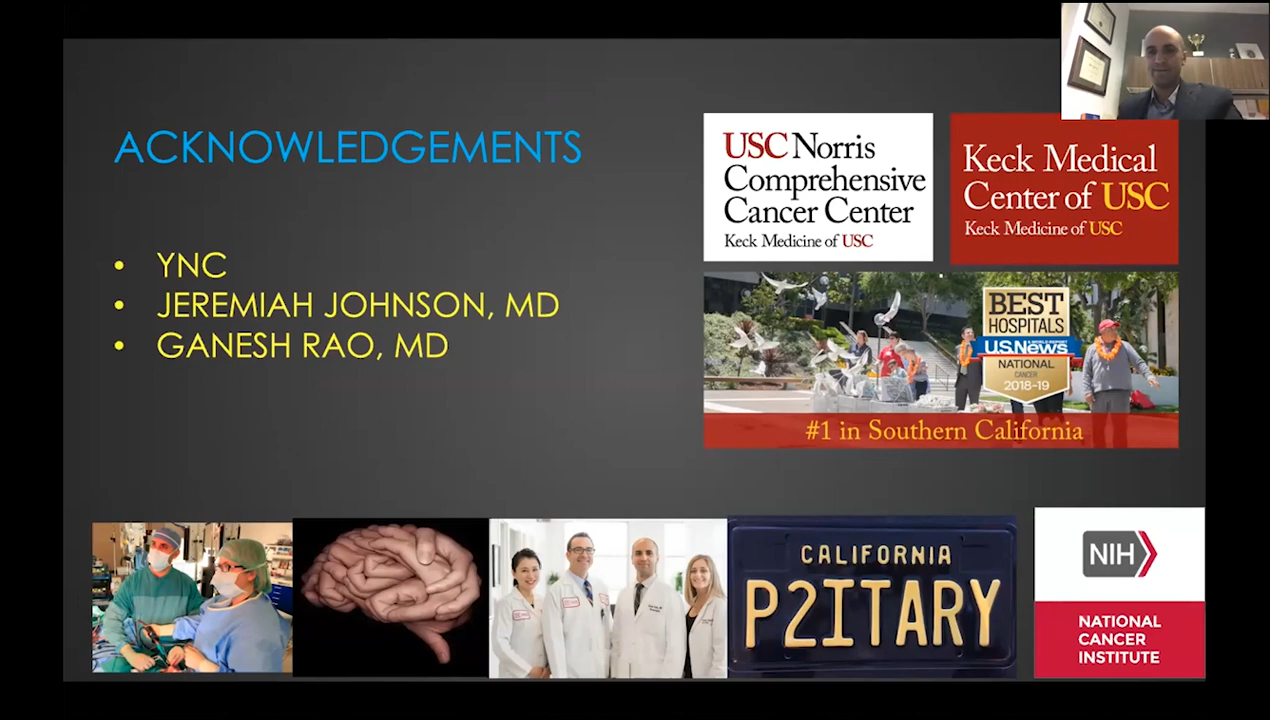 ACKNOWLEDGEMENTS
• YNC
• JEREMIAH JOHNSON, MD
• GANESH RAO, MD
USC Norris
Comprehensive
Cancer Center
Keck Medicine of USC
Keck Medical
Center of USC
Keck Medicine of USC
BEST
HOSPITALS
U.S. News
NATIONAL
CANCER
2018-19
#1 in Southern California
CALIFORNIA
P2ITARY
NIH
NATIONAL
CANCER
INSTITUTE